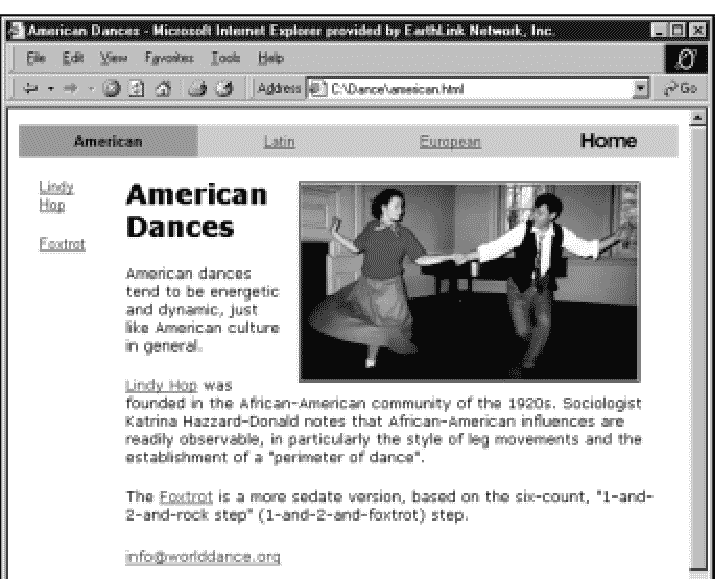 American Dances - Microsoft Internet Explorer provided by EarthLink Network, Inc.
File Edit View Favorites Tools Help
Address C:\Dance\american.html Go
American Latin European Home
Lindy
Hop
Foxtrot
American
Dances
American dances
tend to be energetic
and dynamic, just
like American culture
in general.
Lindy Hop was
founded in the African-American community of the 1920s. Sociologist
Katrina Hazzard-Donald notes that African-American influences are
readily observable, in particularly the style of leg movements and the
establishment of a "perimeter of dance".
The Foxtrot is a more sedate version, based on the six-count, "1-and-
2-and-rock step" (1-and-2-and-foxtrot) step.
info@worlddance.org